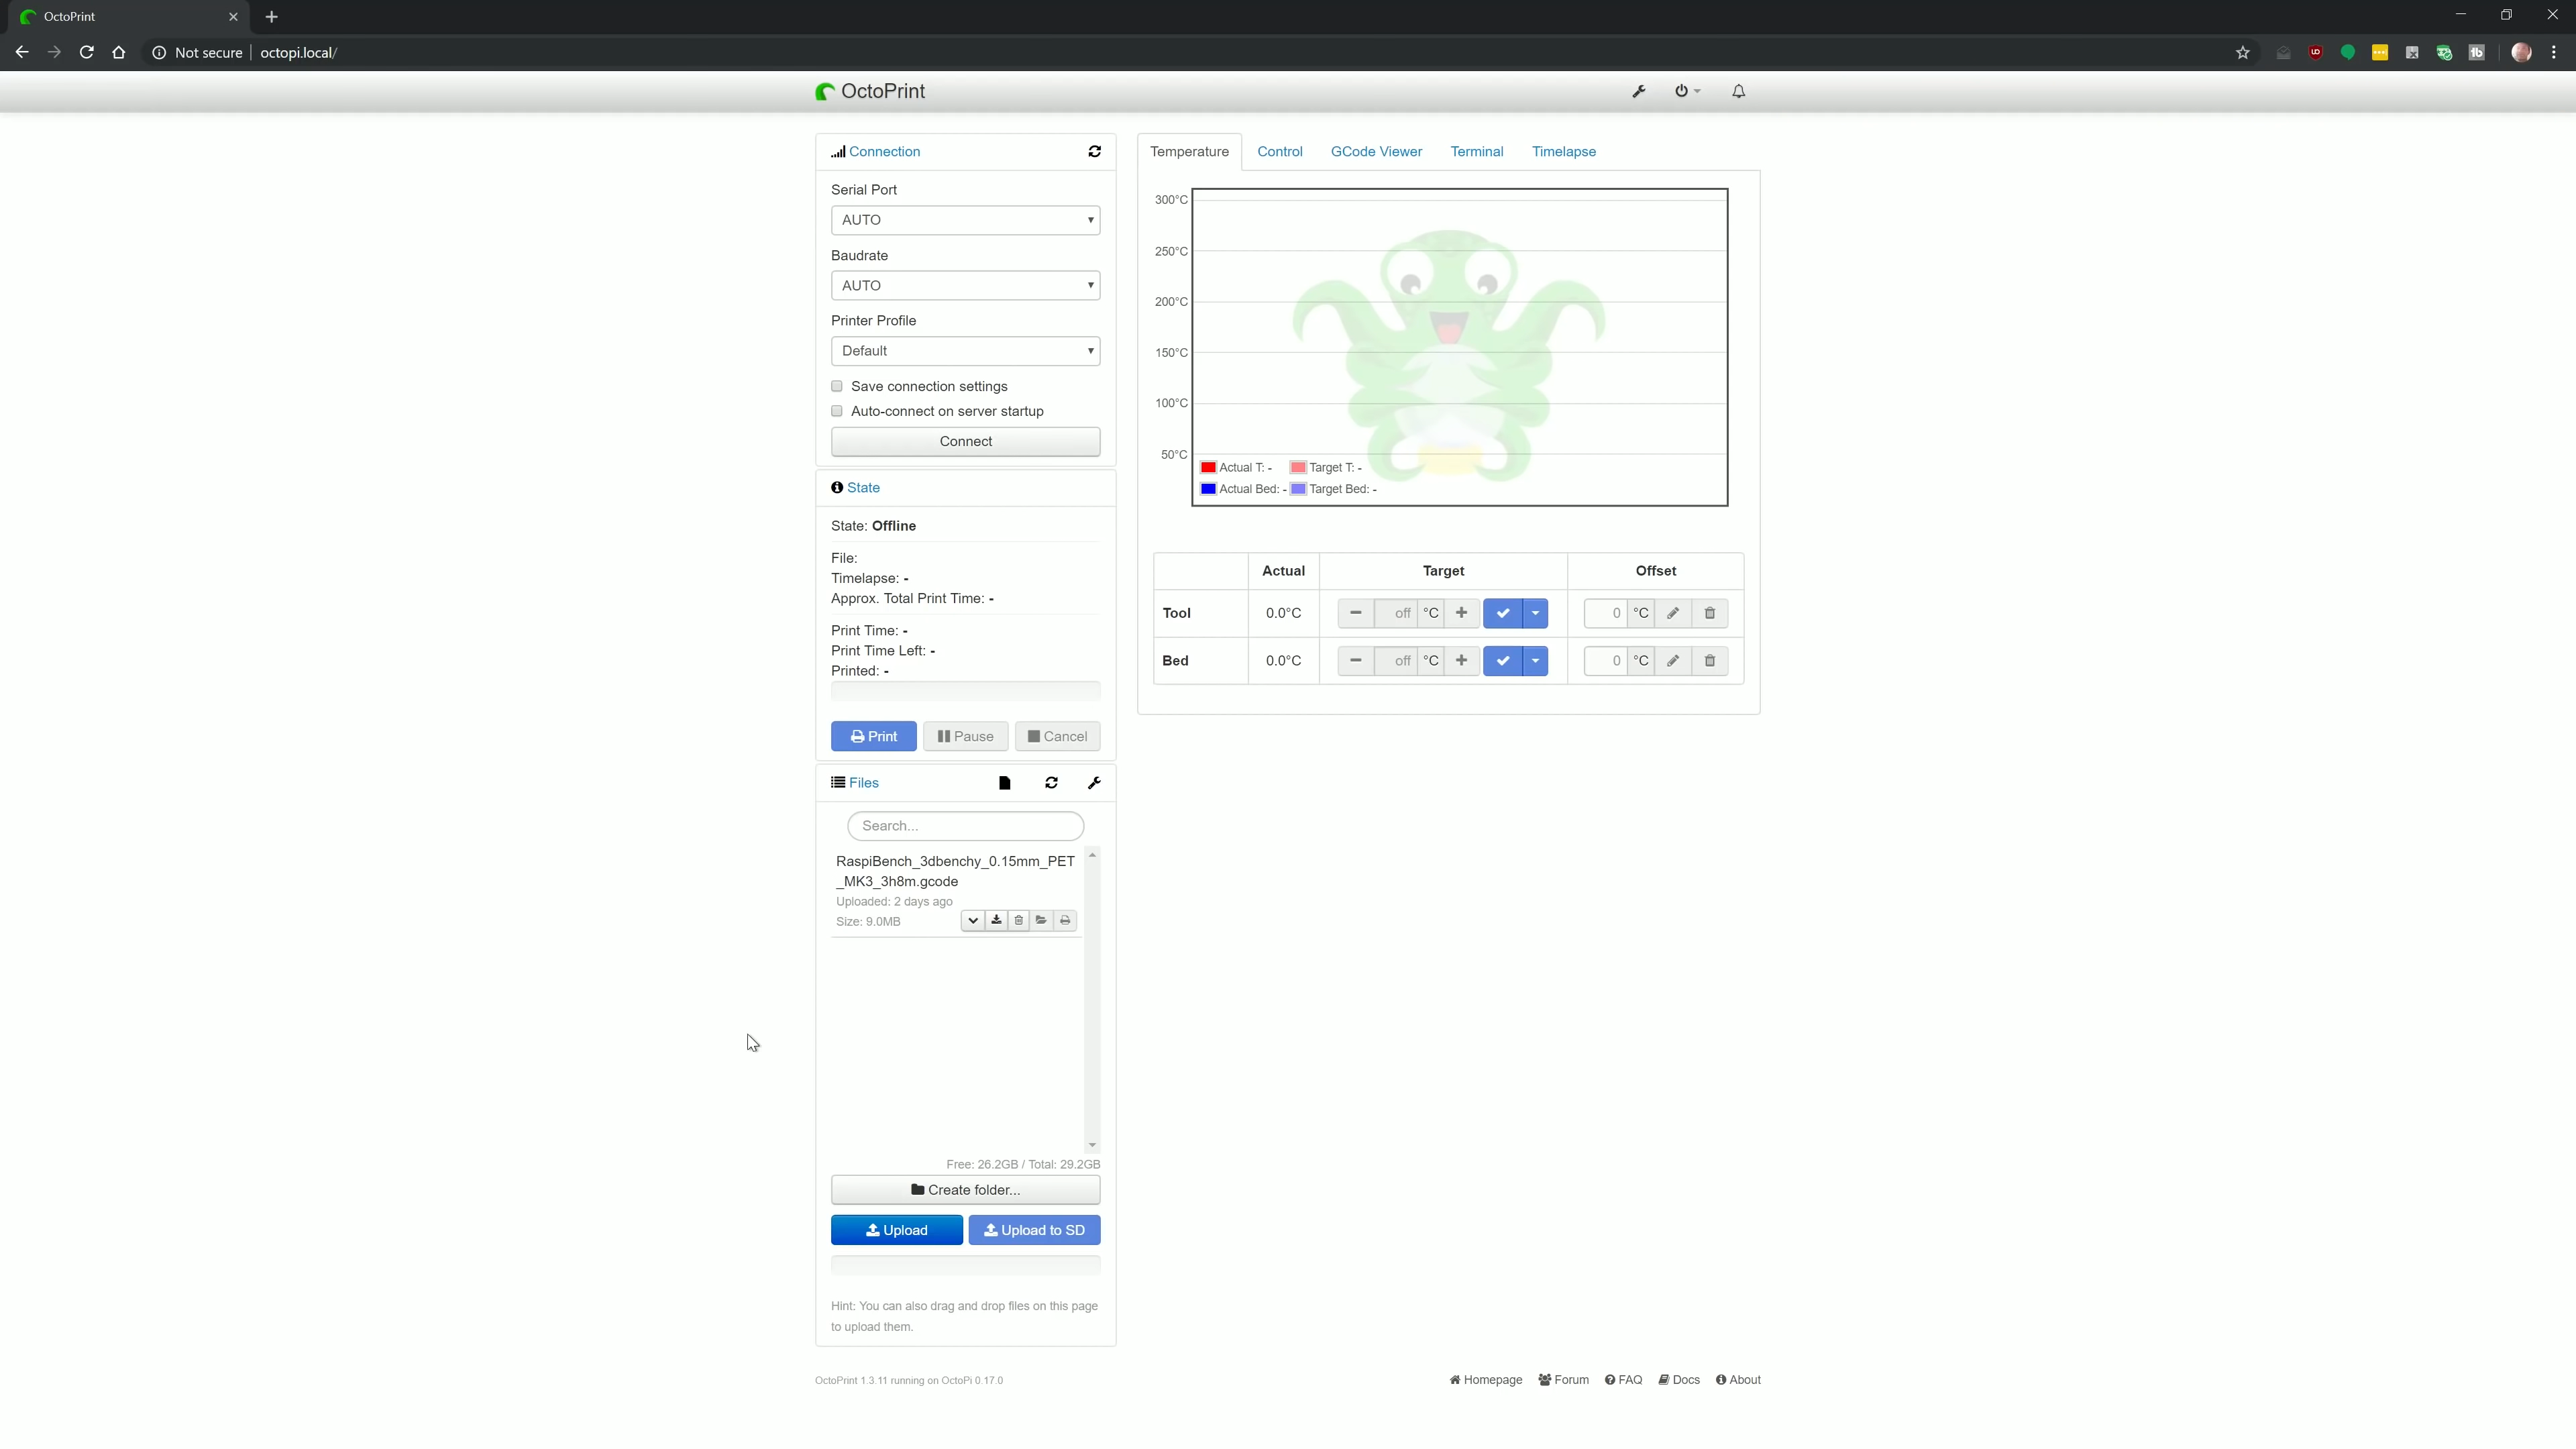 OctoPrint
Not secure | octopi.local/
OctoPrint
Connection
Serial Port
AUTO
Baudrate
AUTO
Printer Profile
Default
Save connection settings
Auto-connect on server startup
Connect
State
State: Offline
File:
Timelapse: -
Approx. Total Print Time: -
Print Time: -
Print Time Left: -
Printed: -
Print Pause Cancel
Files
Search...
RaspiBench_3dbenchy_0.15mm_PET
_MK3_3h8m.gcode
Uploaded: 2 days ago
Size: 9.0MB
Free: 26.2GB / Total: 29.2GB
Create folder...
Upload Upload to SD
Hint: You can also drag and drop files on this page
to upload them.
Temperature Control GCode Viewer Terminal Timelapse
300°C
250°C
200°C
150°C
100°C
50°C
Actual T: - Target T: -
Actual Bed: - Target Bed: -
Actual Target Offset
Tool 0.0°C off °C 0 °C
Bed 0.0°C off °C 0 °C
OctoPrint 1.3.11 running on OctoPi 0.17.0
Homepage Forum FAQ Docs About